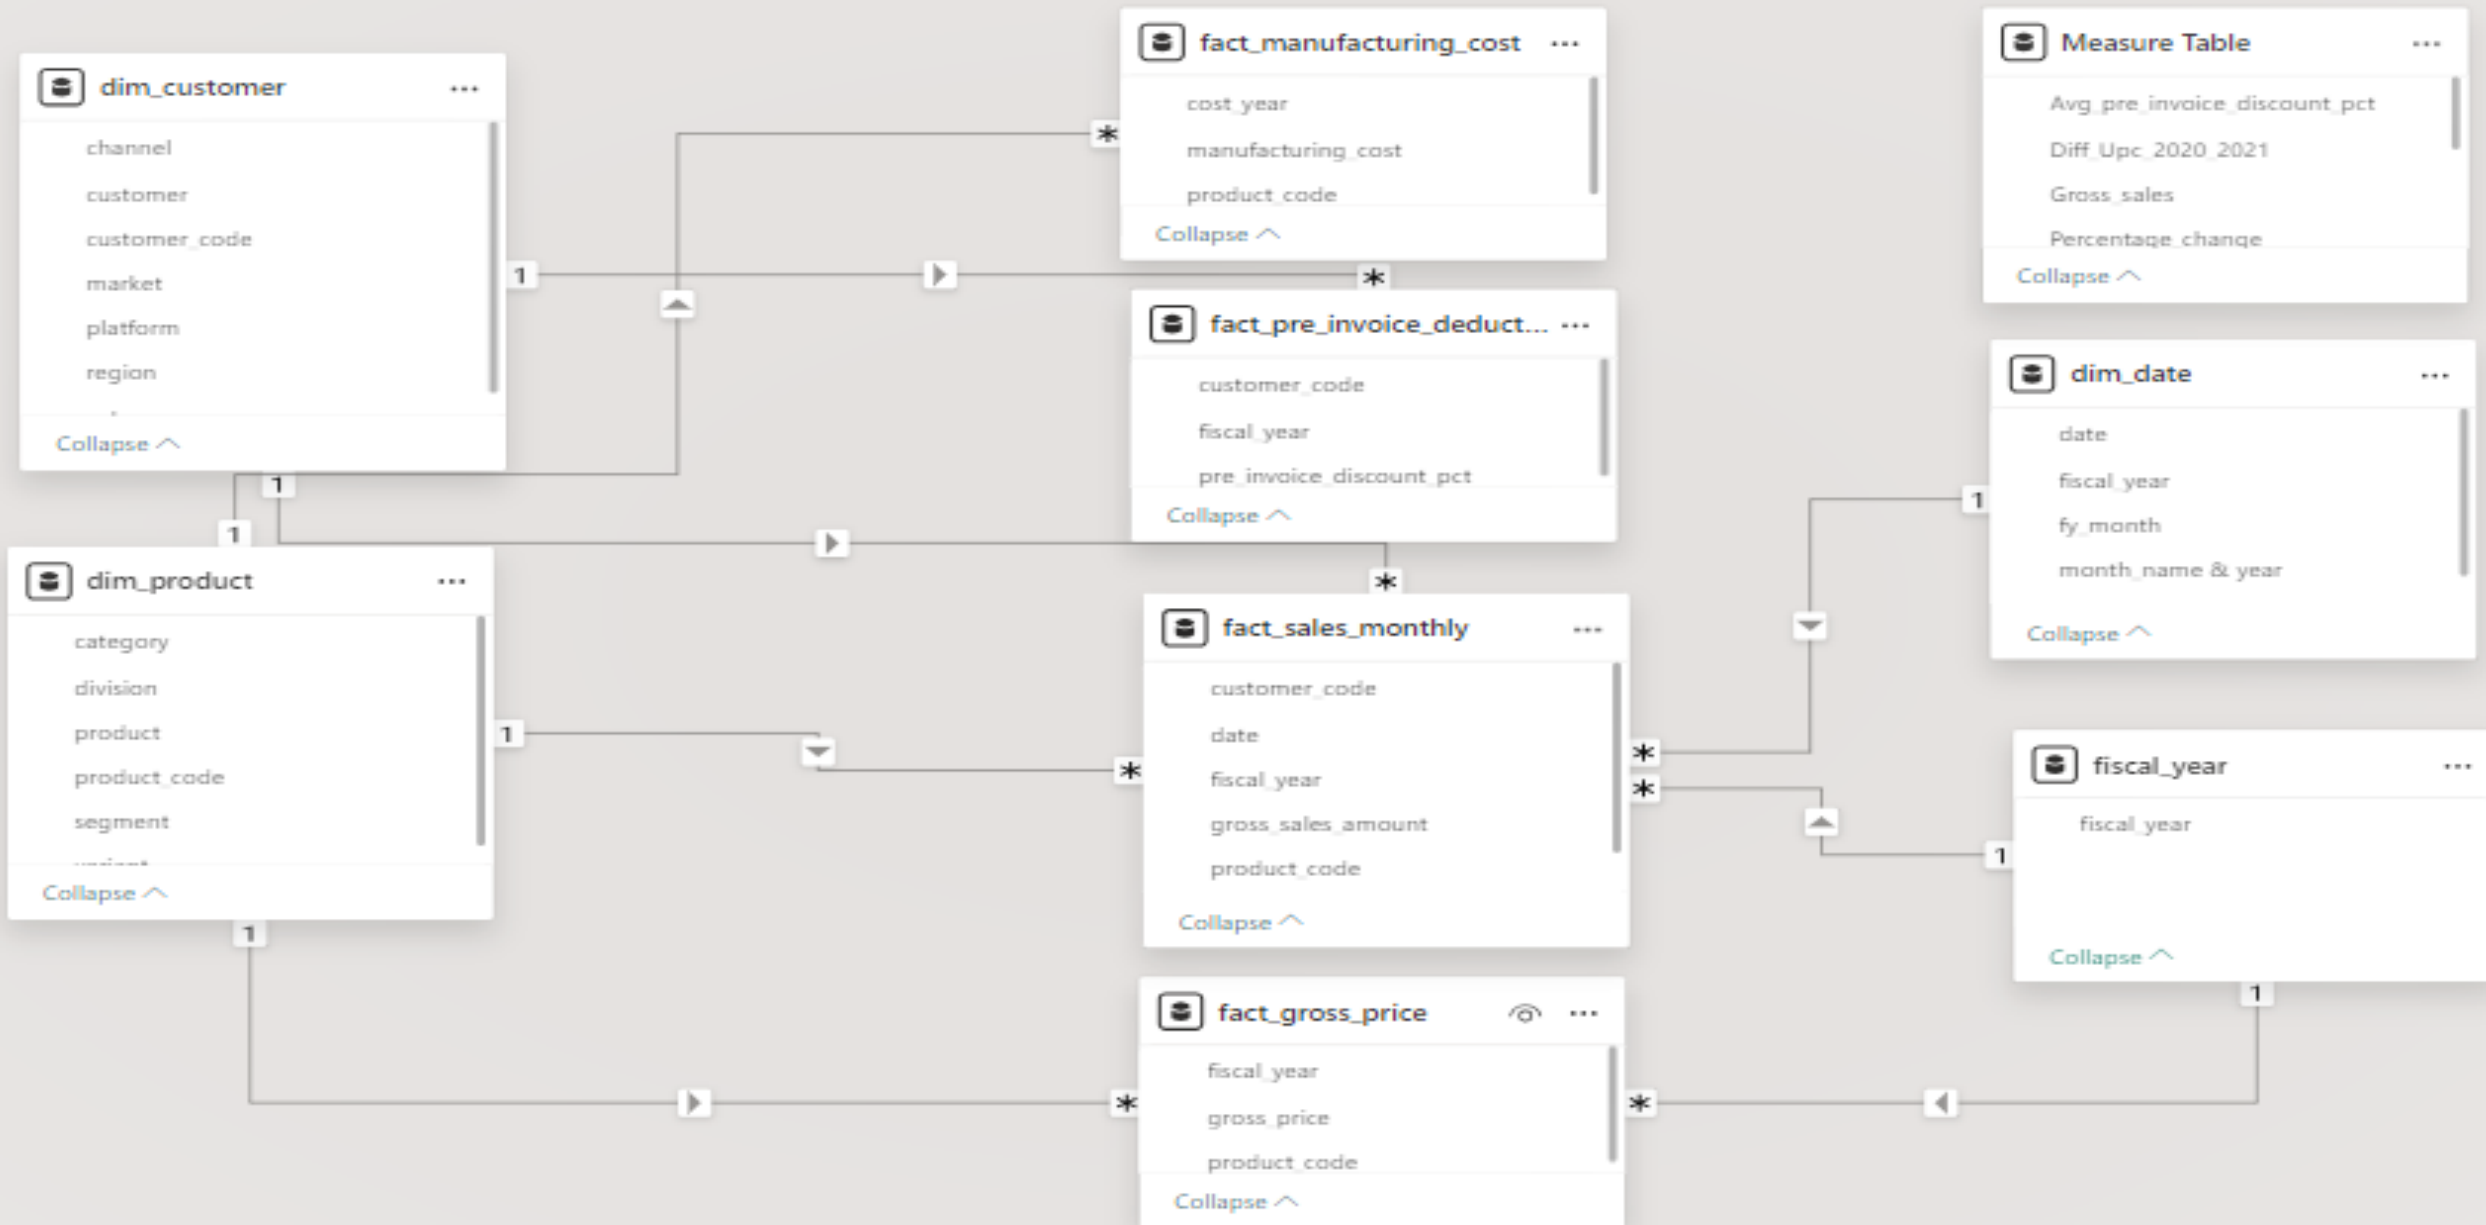 dim_customer
channel
customer
customer_code
market
platform
region
Collapse
fact_manufacturing_cost
cost_year
manufacturing_cost
product_code
Collapse
Measure Table
Avg_pre_invoice_discount_pct
Diff_Upc_2020_2021
Gross_sales
Percentage_change
Collapse
1
*
*
fact_pre_invoice_deduct...
customer_code
fiscal_year
pre_invoice_discount_pct
Collapse
dim_date
date
fiscal_year
fy_month
month_name & year
Collapse
1
1
1
*
dim_product
category
division
product
product_code
segment
Collapse
1
*
fact_sales_monthly
customer_code
date
fiscal_year
gross_sales_amount
product_code
Collapse
*
*
1
fiscal_year
fiscal_year
Collapse
1
1
*
fact_gross_price
fiscal_year
gross_price
product_code
Collapse
*